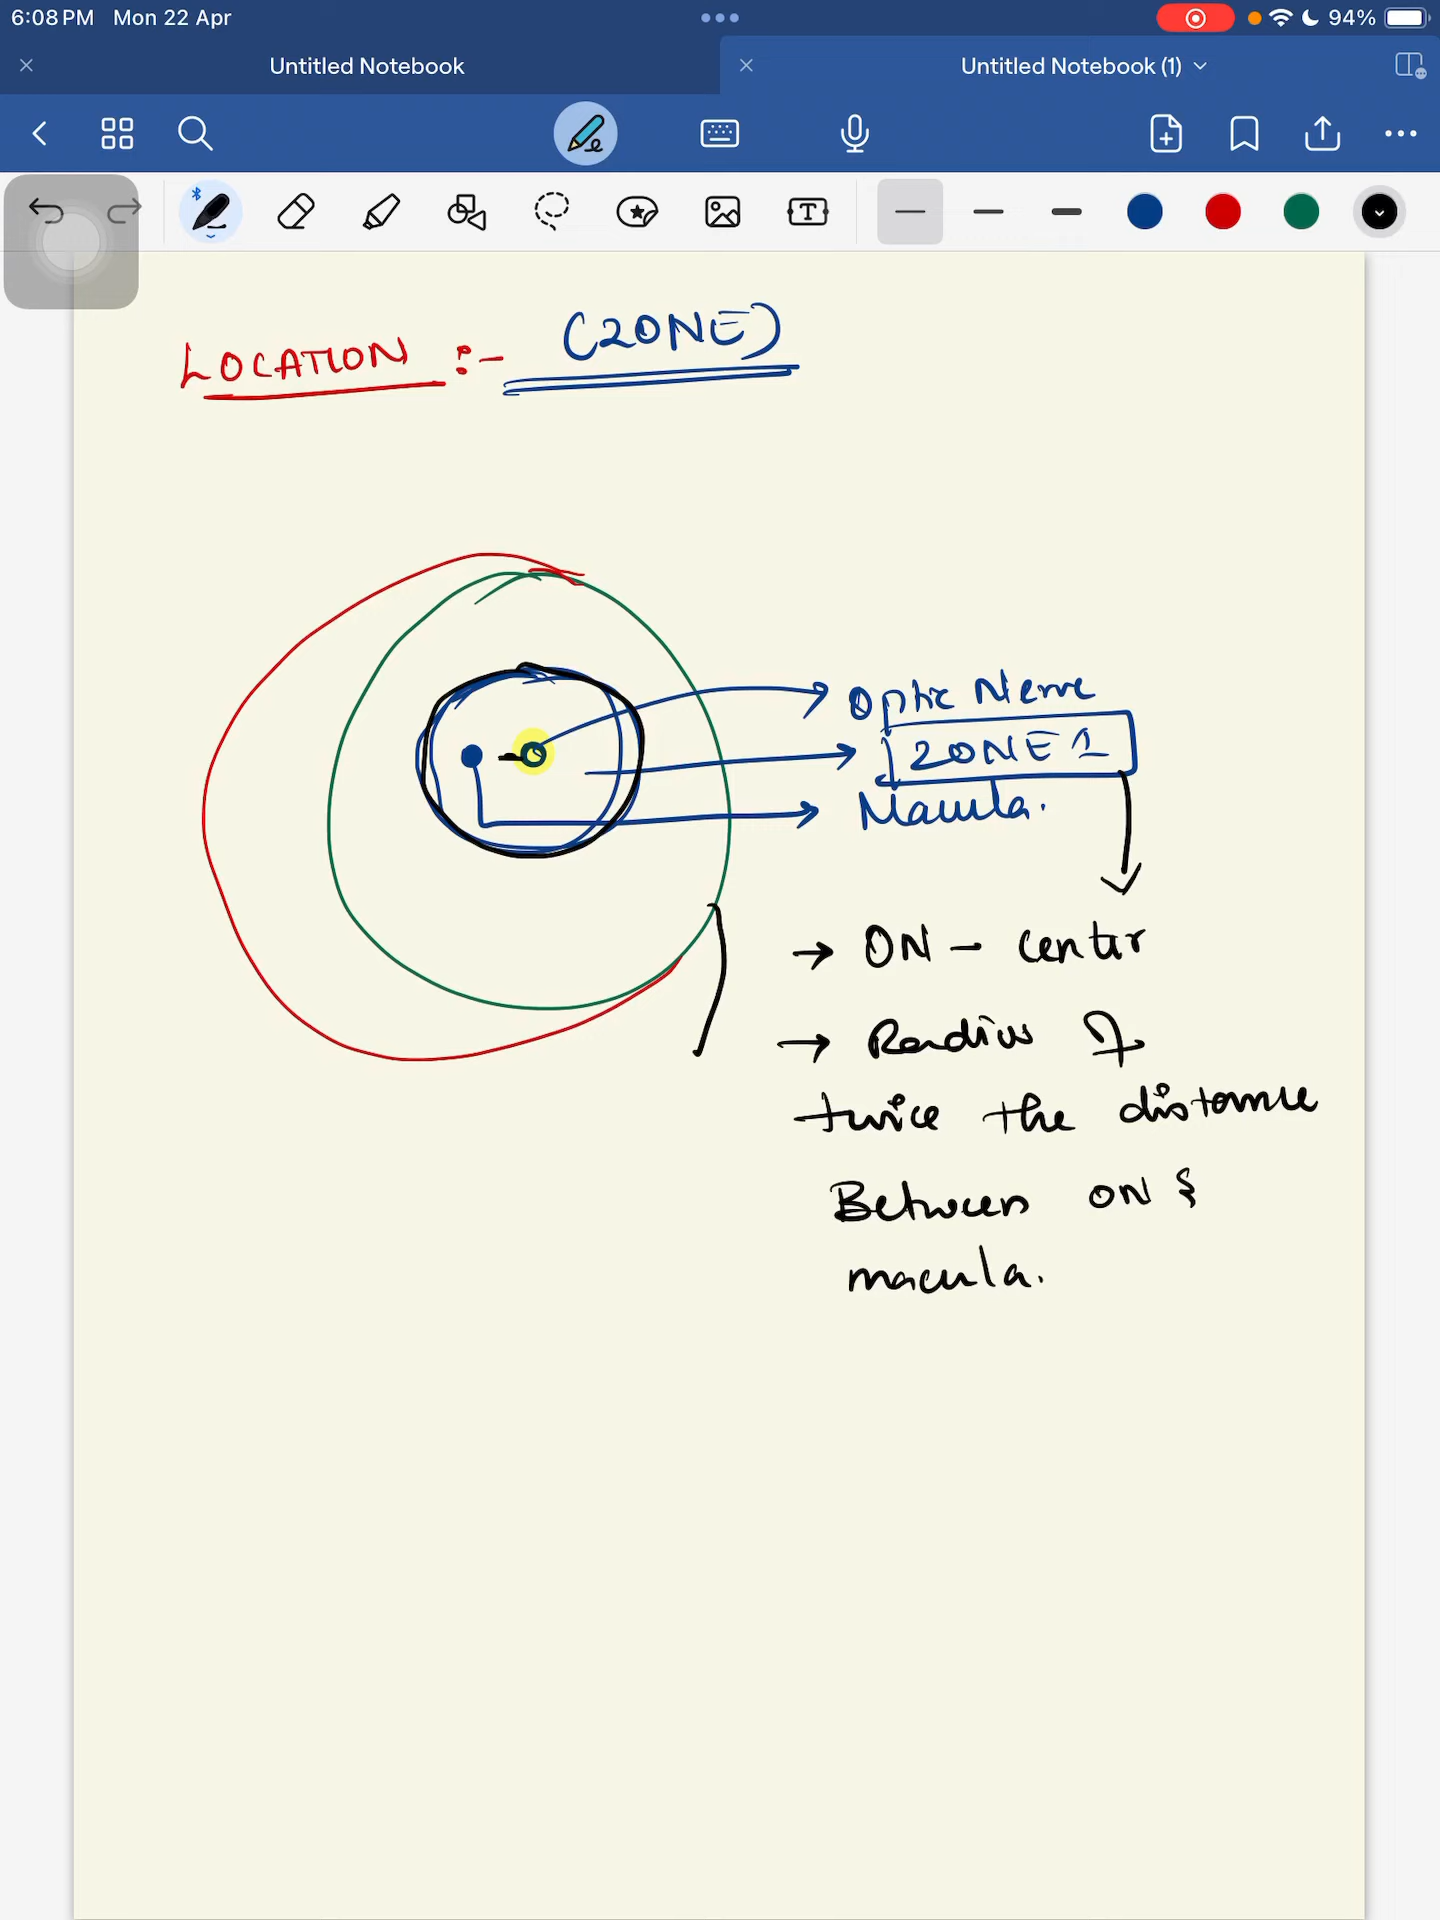 6:08 PM Mon 22 Apr 94%
Untitled Notebook Untitled Notebook (1)
LOCATION :- (ZONE)
Optic Nerve
ZONE 1
Macula.
→ ON - center
→ Radius of
twice the distance
Between ON &
macula.